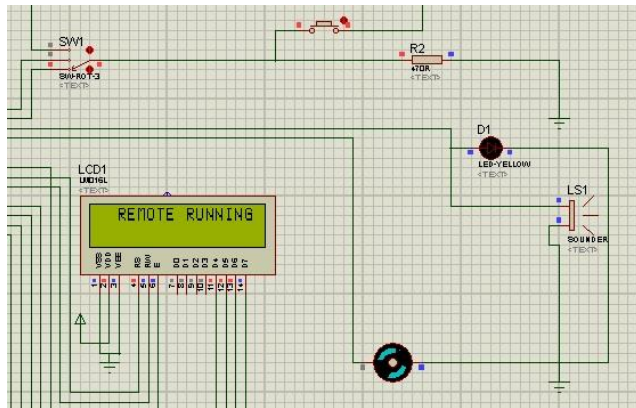 SW1
SW-ROT-3
<TEXT>
R2
470R
<TEXT>
D1
LED-YELLOW
<TEXT>
LCD1
LM016L
<TEXT>
REMOTE RUNNING
LS1
SOUNDER
<TEXT>
VSS VDD VEE RS RW E D0 D1 D2 D3 D4 D5 D6 D7
1 2 3 4 5 6 7 8 9 10 11 12 13 14